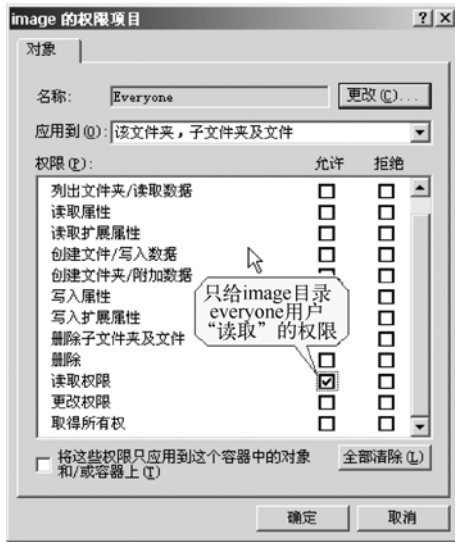 image 的权限项目
对象
名称: Everyone 更改(C)...
应用到(O): 该文件夹，子文件夹及文件
权限(P): 允许 拒绝
列出文件夹/读取数据
读取属性
读取扩展属性
创建文件/写入数据
创建文件夹/附加数据
写入属性
写入扩展属性
删除子文件夹及文件
删除
读取权限
更改权限
取得所有权
只给image目录
everyone用户
“读取”的权限
将这些权限只应用到这个容器中的对象
和/或容器上(T)
全部清除(L)
确定 取消